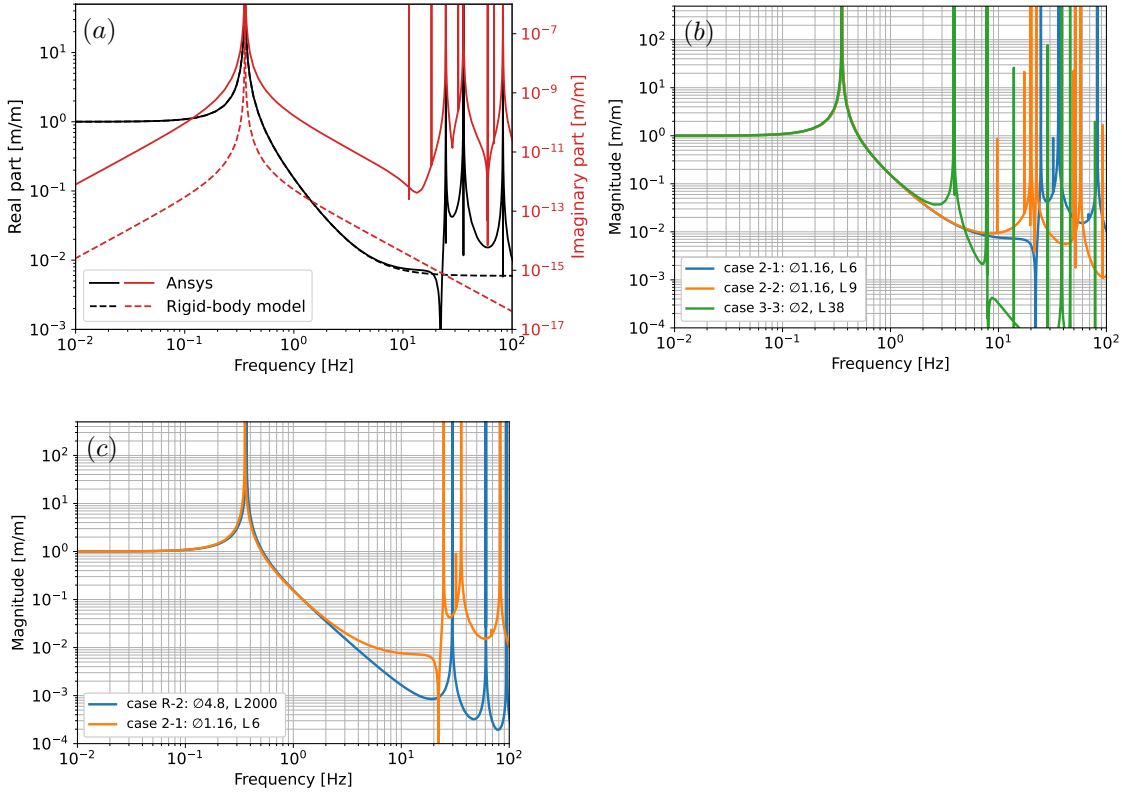 (a)
10^1
10^0
10^-1
10^-2
10^-3
Real part [m/m]
10^-7
10^-9
10^-11
10^-13
10^-15
10^-17
Imaginary part [m/m]
Ansys
Rigid-body model
10^-2 10^-1 10^0 10^1 10^2
Frequency [Hz]
(b)
10^2
10^1
10^0
10^-1
10^-2
10^-3
10^-4
Magnitude [m/m]
case 2-1: ∅1.16, L6
case 2-2: ∅1.16, L9
case 3-3: ∅2, L38
10^-2 10^-1 10^0 10^1 10^2
Frequency [Hz]
(c)
10^2
10^1
10^0
10^-1
10^-2
10^-3
10^-4
Magnitude [m/m]
case R-2: ∅4.8, L2000
case 2-1: ∅1.16, L6
10^-2 10^-1 10^0 10^1 10^2
Frequency [Hz]